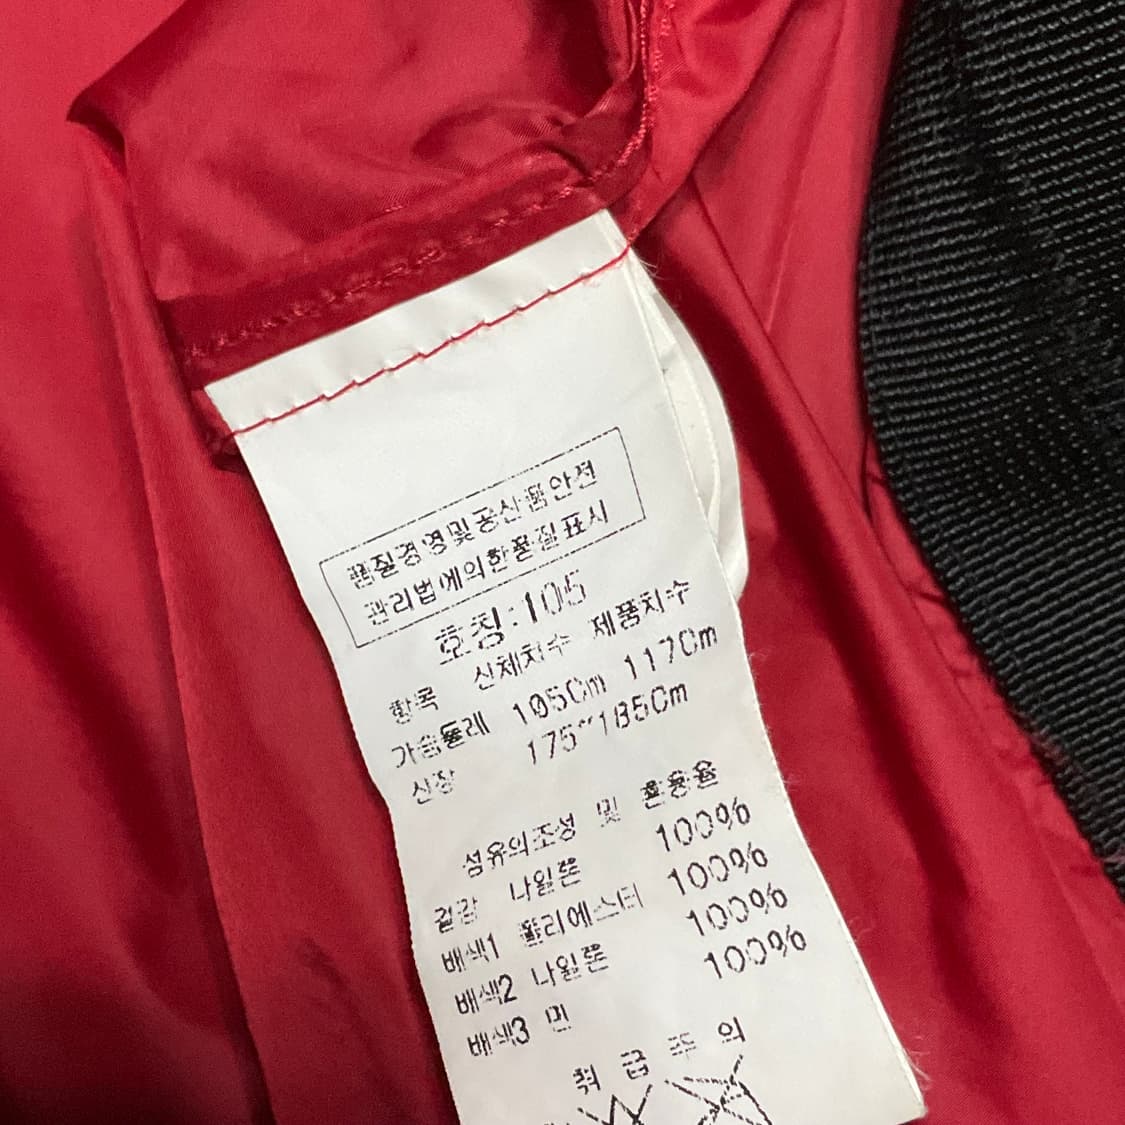 품질경영및공산품안전
관리법에의한품질표시
호칭:105
항목 신체치수 제품치수
가슴둘레 105Cm 117Cm
신장 175~185Cm
섬유의조성 및 혼용율
겉감 나일론 100%
배색1 폴리에스터 100%
배색2 나일론 100%
배색3 면 100%
취급주의